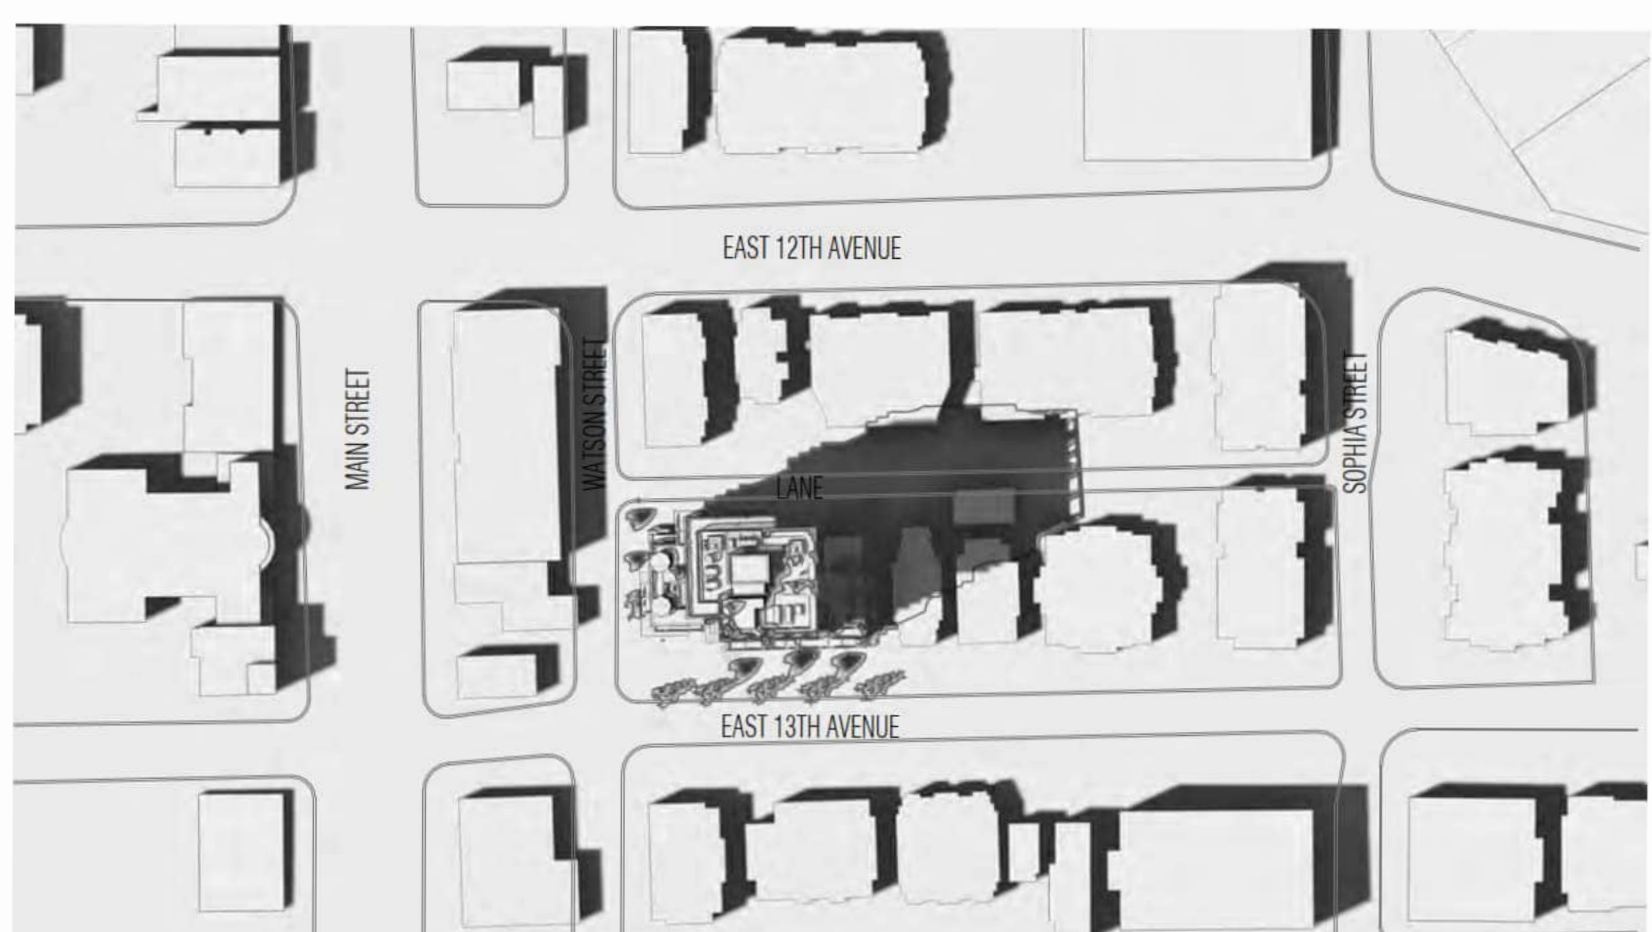 EAST 12TH AVENUE
MAIN STREET
WATSON STREET
SOPHIA STREET
LANE
EAST 13TH AVENUE